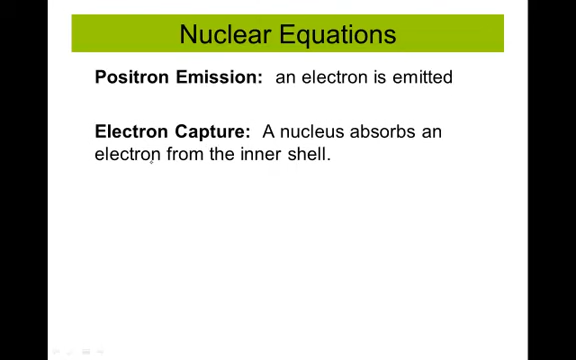 Nuclear Equations
Positron Emission: an electron is emitted
Electron Capture: A nucleus absorbs an
electron from the inner shell.